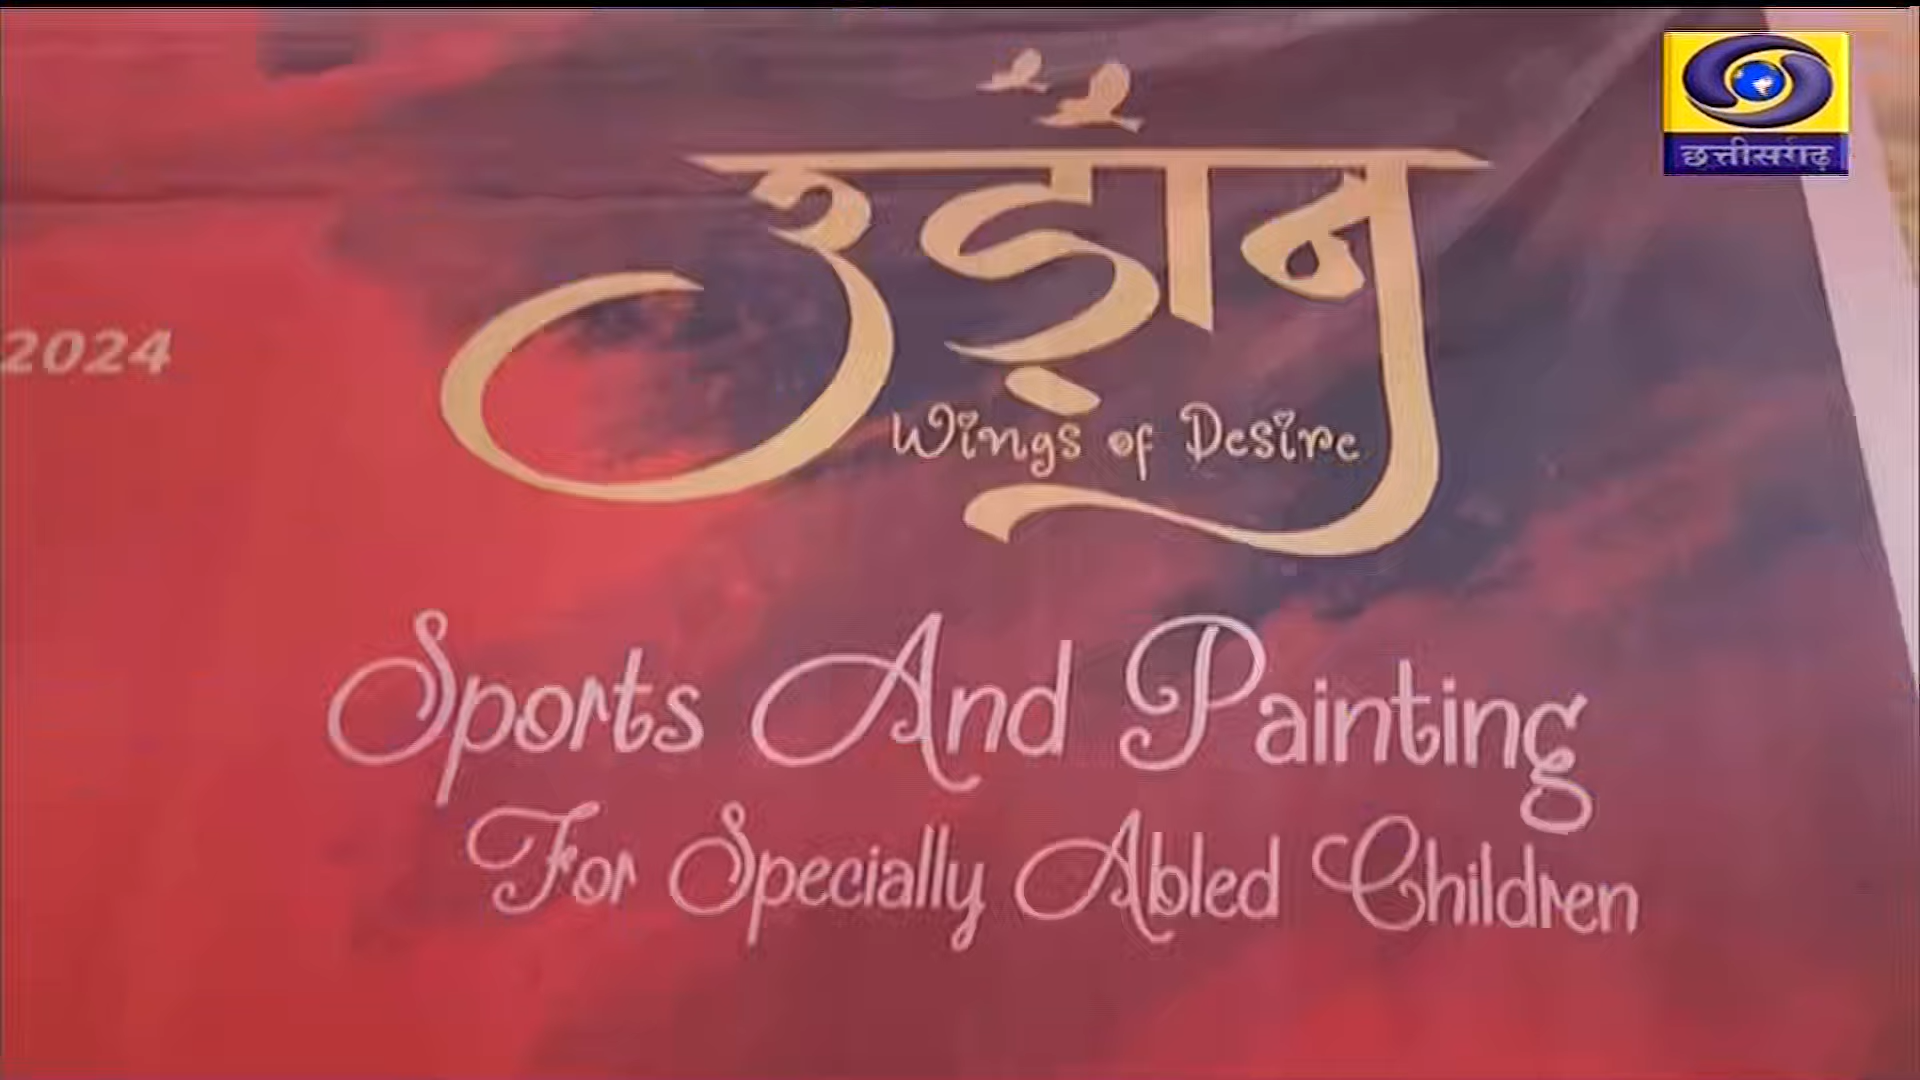 छत्तीसगढ़
उड़ान
2024
Wings of Desire
Sports And Painting
For Specially Abled Children